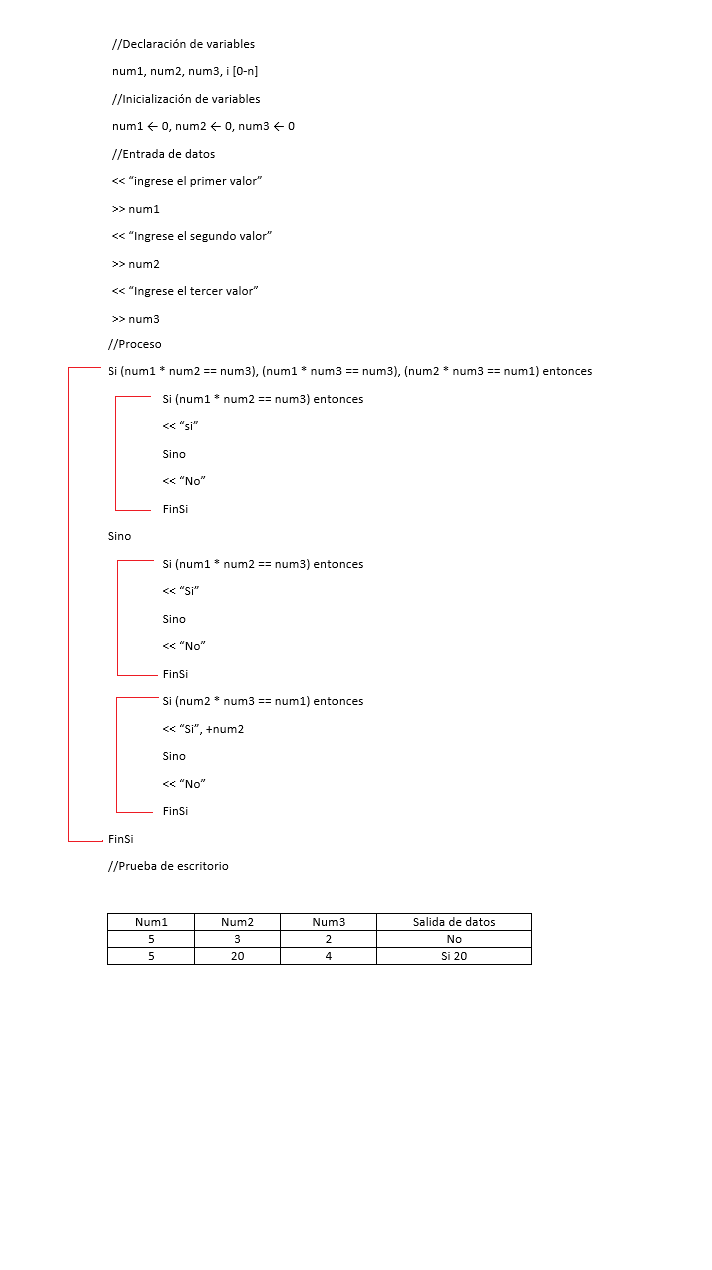 //Declaración de variables
num1, num2, num3, i [0-n]
//Inicialización de variables
num1 ← 0, num2 ← 0, num3 ← 0
//Entrada de datos
<< “ingrese el primer valor”
>> num1
<< “Ingrese el segundo valor”
>> num2
<< “Ingrese el tercer valor”
>> num3
//Proceso
Si (num1 * num2 == num3), (num1 * num3 == num3), (num2 * num3 == num1) entonces
Si (num1 * num2 == num3) entonces
<< “si”
Sino
<< “No”
FinSi
Sino
Si (num1 * num2 == num3) entonces
<< “Si”
Sino
<< “No”
FinSi
Si (num2 * num3 == num1) entonces
<< “Si”, +num2
Sino
<< “No”
FinSi
FinSi
//Prueba de escritorio
Num1 Num2 Num3 Salida de datos
5 3 2 No
5 20 4 Si 20